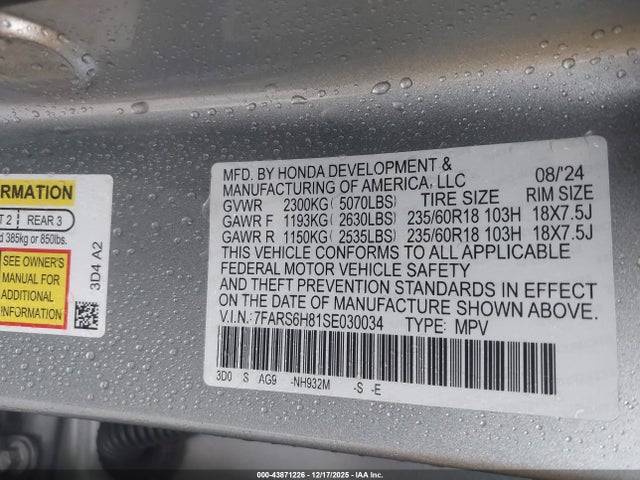 RMATION
T 2 | REAR 3
d 385kg or 850lbs.
SEE OWNER'S
MANUAL FOR
ADDITIONAL
INFORMATION
3D4 A2
MFD. BY HONDA DEVELOPMENT &
MANUFACTURING OF AMERICA, LLC 08/'24
GVWR 2300KG( 5070LBS) TIRE SIZE RIM SIZE
GAWR F 1193KG( 2630LBS) 235/60R18 103H 18X7.5J
GAWR R 1150KG( 2535LBS) 235/60R18 103H 18X7.5J
THIS VEHICLE CONFORMS TO ALL APPLICABLE
FEDERAL MOTOR VEHICLE SAFETY
AND THEFT PREVENTION STANDARDS IN EFFECT
ON THE DATE OF MANUFACTURE SHOWN ABOVE.
V.I.N.: 7FARS6H81SE030034 TYPE: MPV
3D0 S AG9 -NH932M -S -E
© COPYRIGHT -- 43871226 -- 12/17/2025 -- IAA Inc.